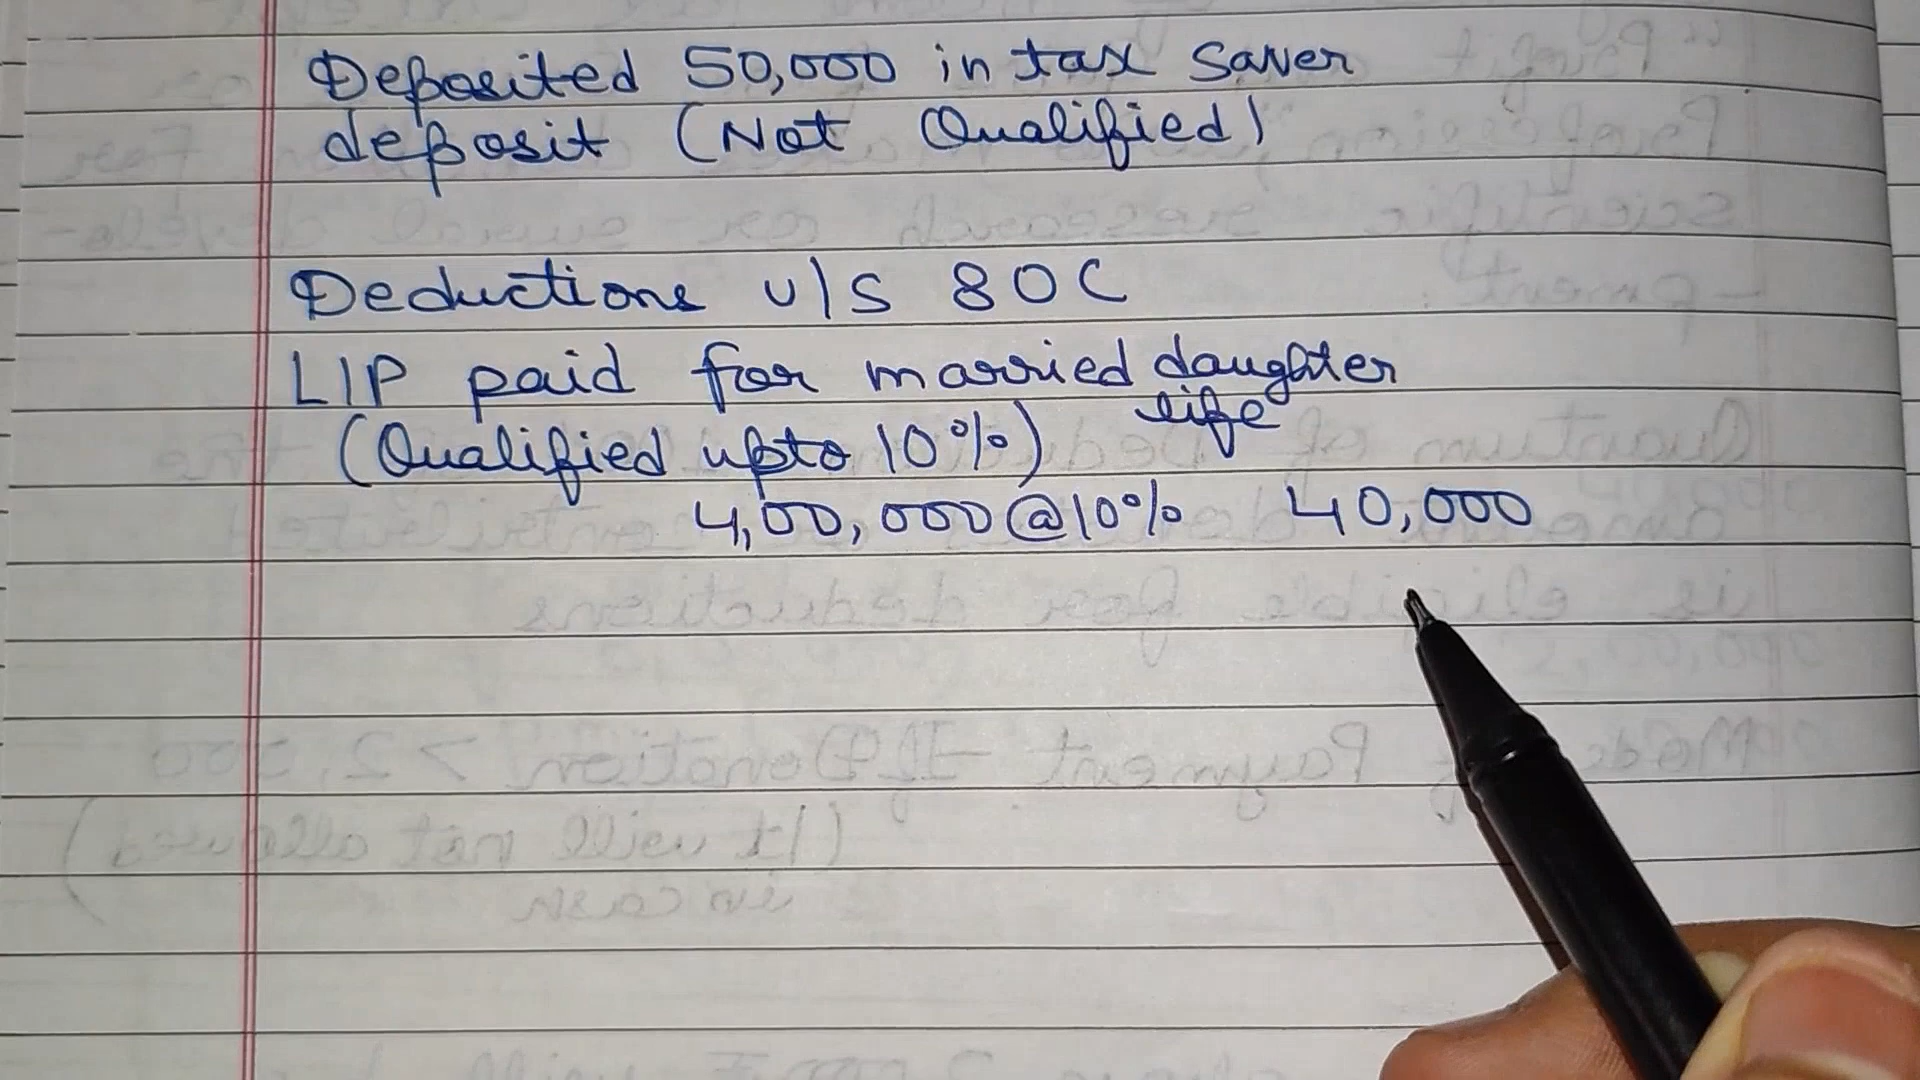 Deposited 50,000 in tax saver
deposit (Not Qualified)
Deductions u/s 80C
LIP paid for married daughter
life
(Qualified upto 10%)
4,00,000@10% 40,000